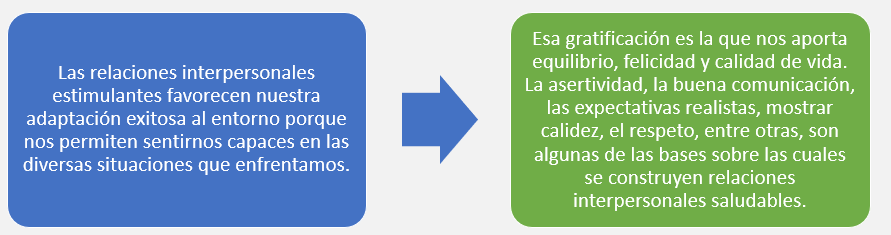 Las relaciones interpersonales
estimulantes favorecen nuestra
adaptación exitosa al entorno porque
nos permiten sentirnos capaces en las
diversas situaciones que enfrentamos.
Esa gratificación es la que nos aporta
equilibrio, felicidad y calidad de vida.
La asertividad, la buena comunicación,
las expectativas realistas, mostrar
calidez, el respeto, entre otras, son
algunas de las bases sobre las cuales
se construyen relaciones
interpersonales saludables.